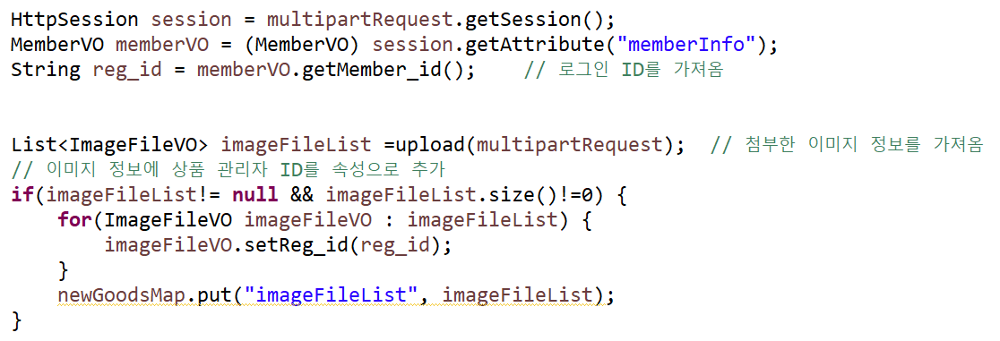 HttpSession session = multipartRequest.getSession();
MemberVO memberVO = (MemberVO) session.getAttribute("memberInfo");
String reg_id = memberVO.getMember_id();    // 로그인 ID를 가져옴
List<ImageFileVO> imageFileList =upload(multipartRequest);  // 첨부한 이미지 정보를 가져옴
// 이미지 정보에 상품 관리자 ID를 속성으로 추가
if(imageFileList!= null && imageFileList.size()!=0) {
    for(ImageFileVO imageFileVO : imageFileList) {
        imageFileVO.setReg_id(reg_id);
    }
    newGoodsMap.put("imageFileList", imageFileList);
}